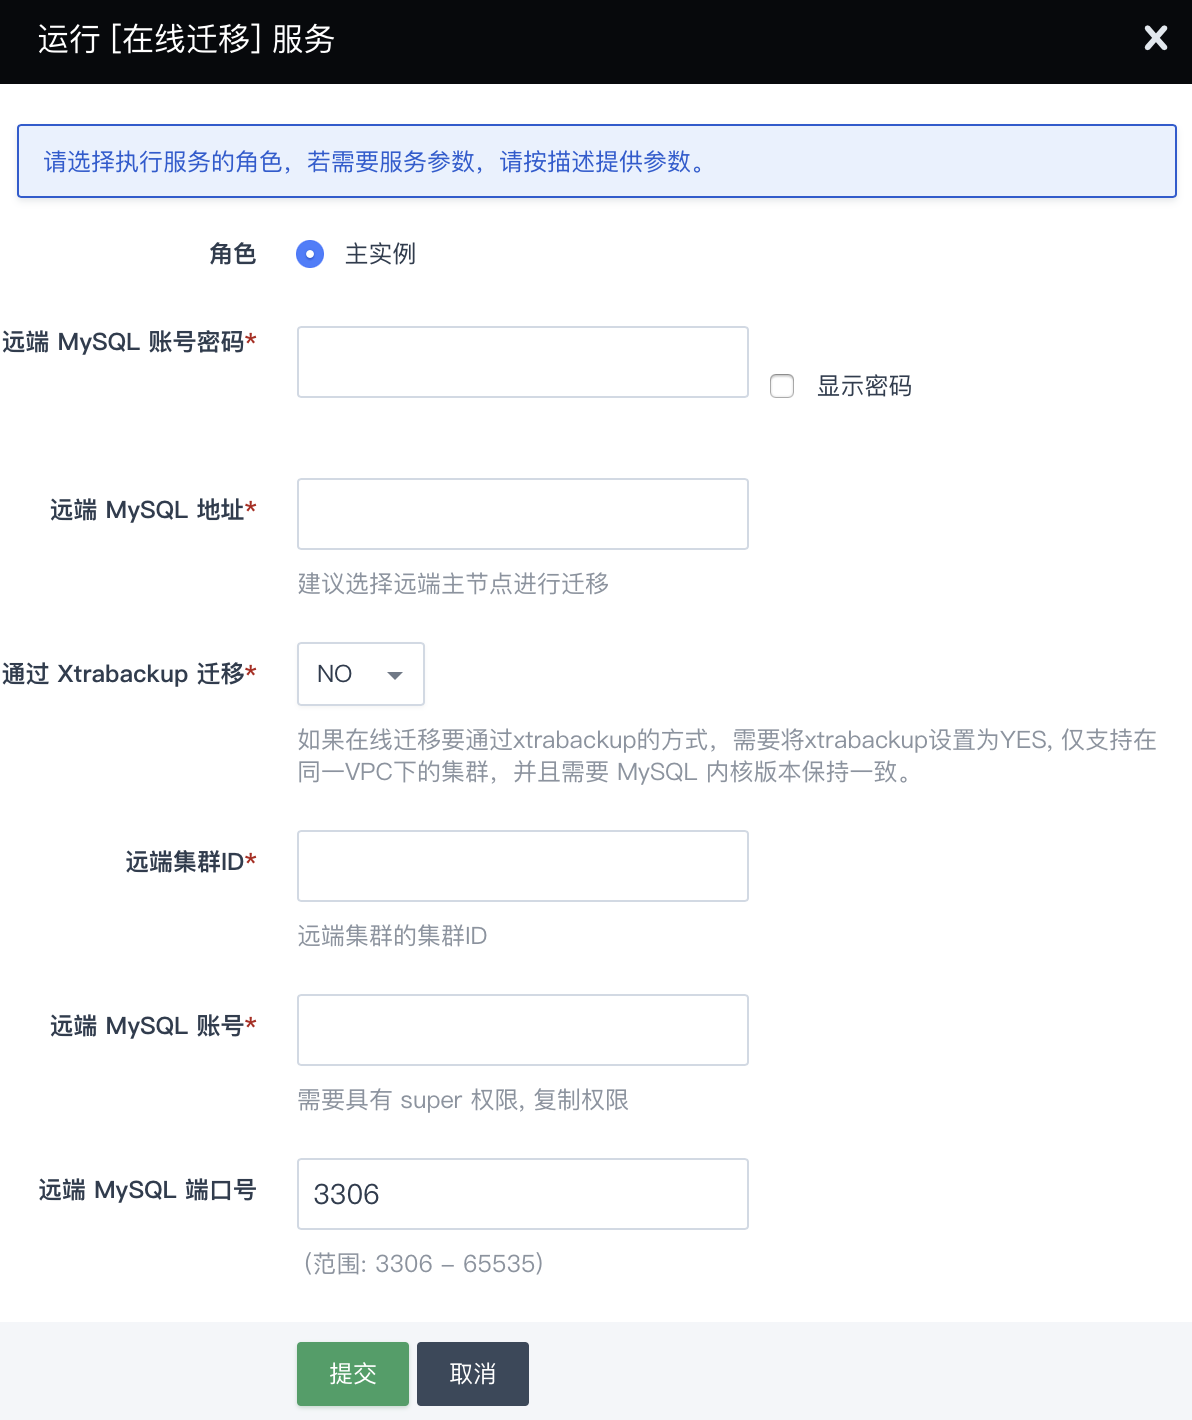 运行 [在线迁移] 服务
请选择执行服务的角色，若需要服务参数，请按描述提供参数。
角色 主实例
远端 MySQL 账号密码*
显示密码
远端 MySQL 地址*
建议选择远端主节点进行迁移
通过 Xtrabackup 迁移* NO
如果在线迁移要通过xtrabackup的方式，需要将xtrabackup设置为YES, 仅支持在
同一VPC下的集群，并且需要 MySQL 内核版本保持一致。
远端集群ID*
远端集群的集群ID
远端 MySQL 账号*
需要具有 super 权限, 复制权限
远端 MySQL 端口号 3306
(范围: 3306 – 65535)
提交 取消